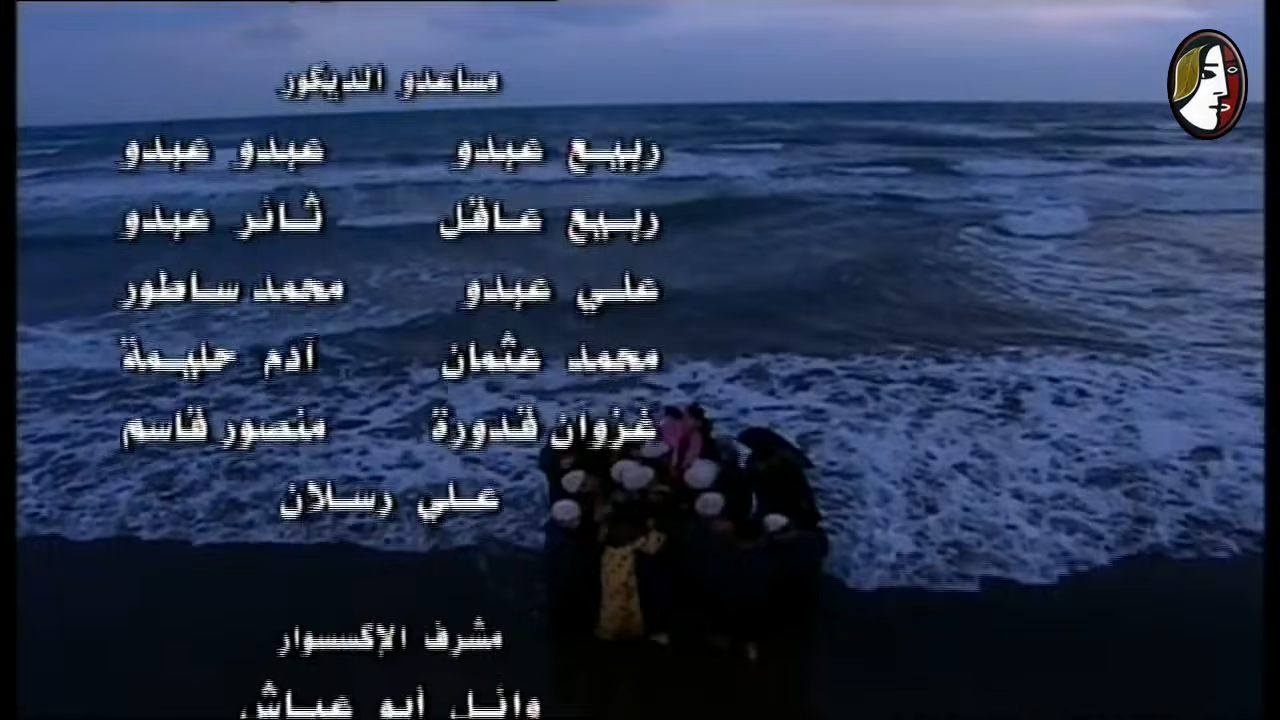 مساعدو الديكور
ربيع عبدو عبدو عبدو
ربيع عاقل ثائر عبدو
علي عبدو محمد ساطور
محمد عثمان آدم حليمة
غزوان قدورة منصور قاسم
علي رسلان
مشرف الإكسسوار
وائل أبو عياش